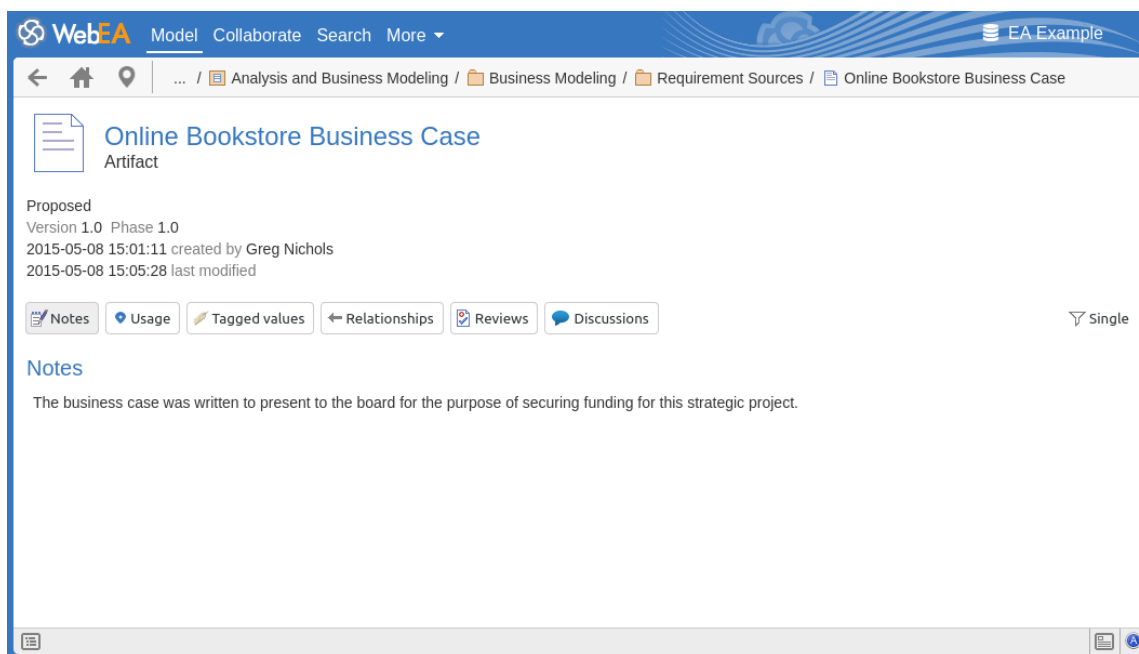 WebEA Model Collaborate Search More EA Example
... / Analysis and Business Modeling / Business Modeling / Requirement Sources / Online Bookstore Business Case
Online Bookstore Business Case
Artifact
Proposed
Version 1.0 Phase 1.0
2015-05-08 15:01:11 created by Greg Nichols
2015-05-08 15:05:28 last modified
Notes Usage Tagged values Relationships Reviews Discussions Single
Notes
The business case was written to present to the board for the purpose of securing funding for this strategic project.
A